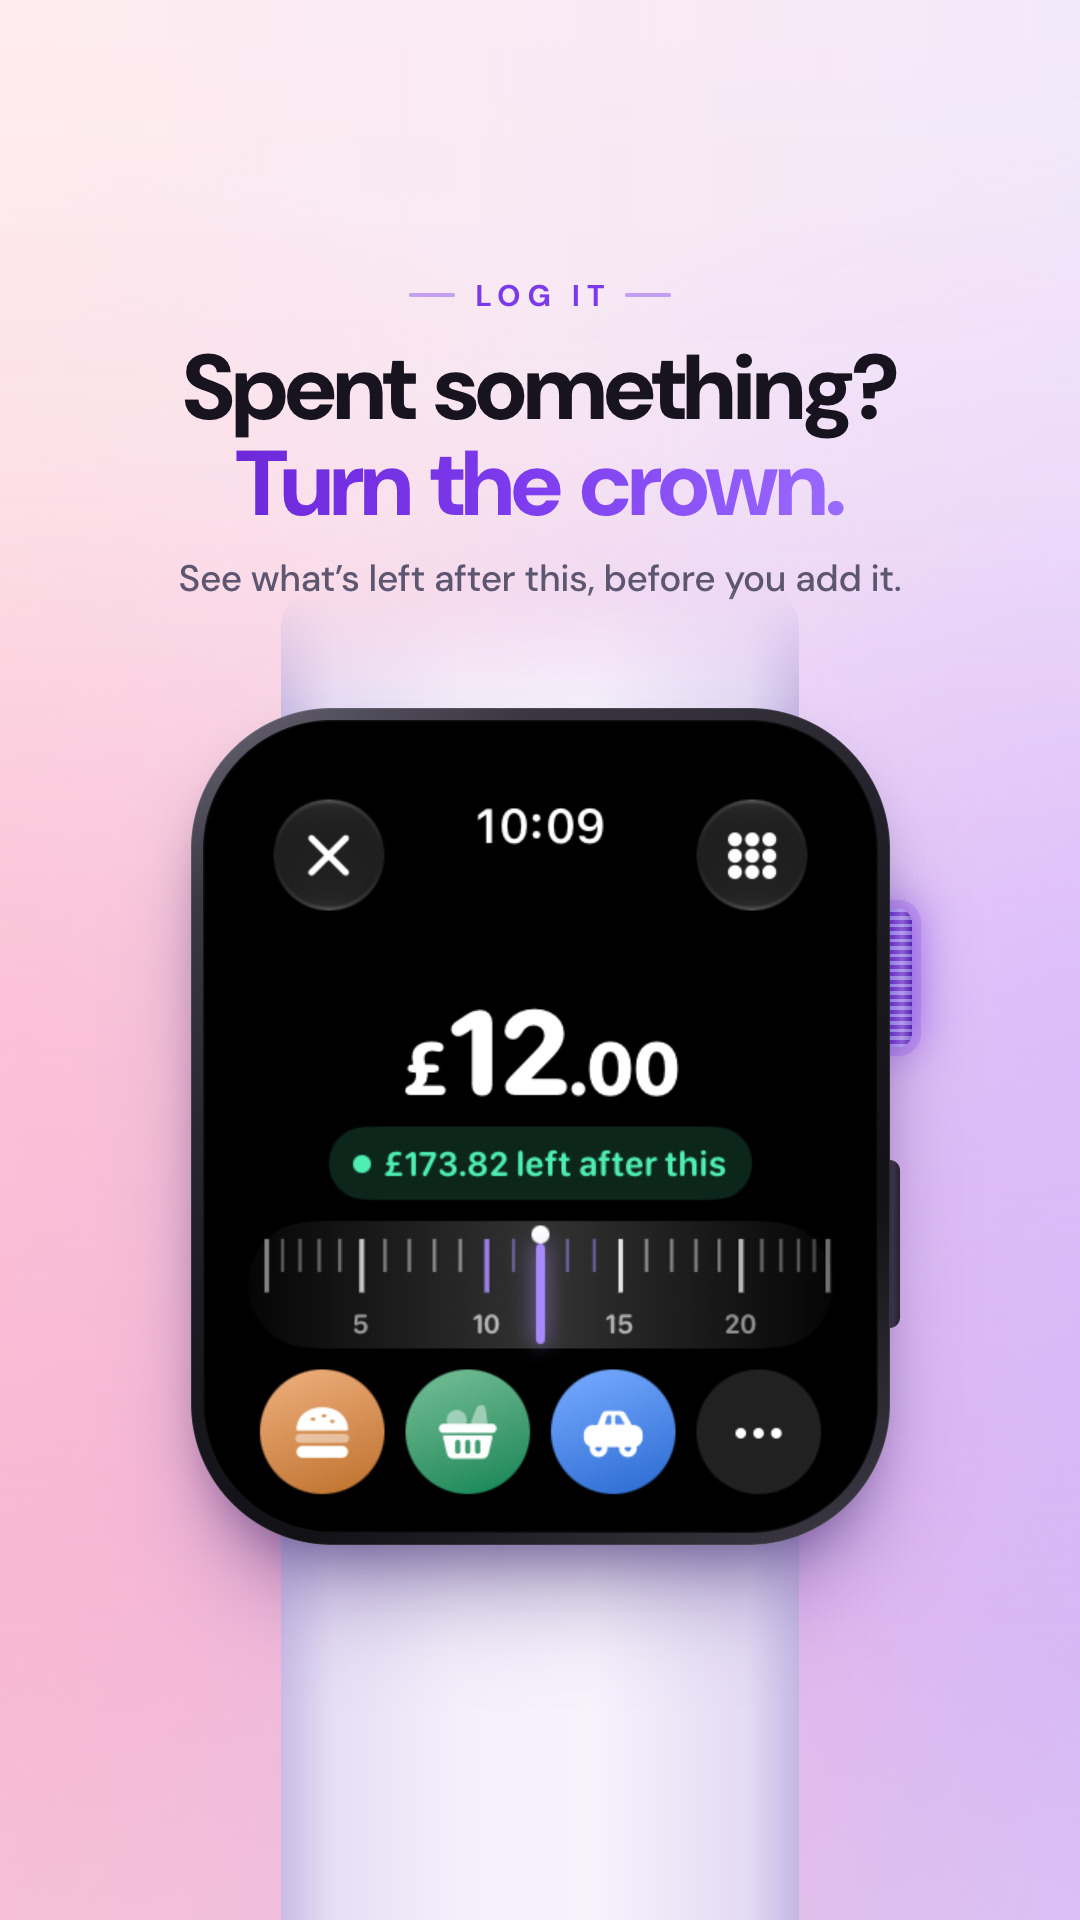 LOG IT
Spent something?
Turn the crown.
See what’s left after this, before you add it.
10:09
£12.00
£173.82 left after this
5 10 15 20